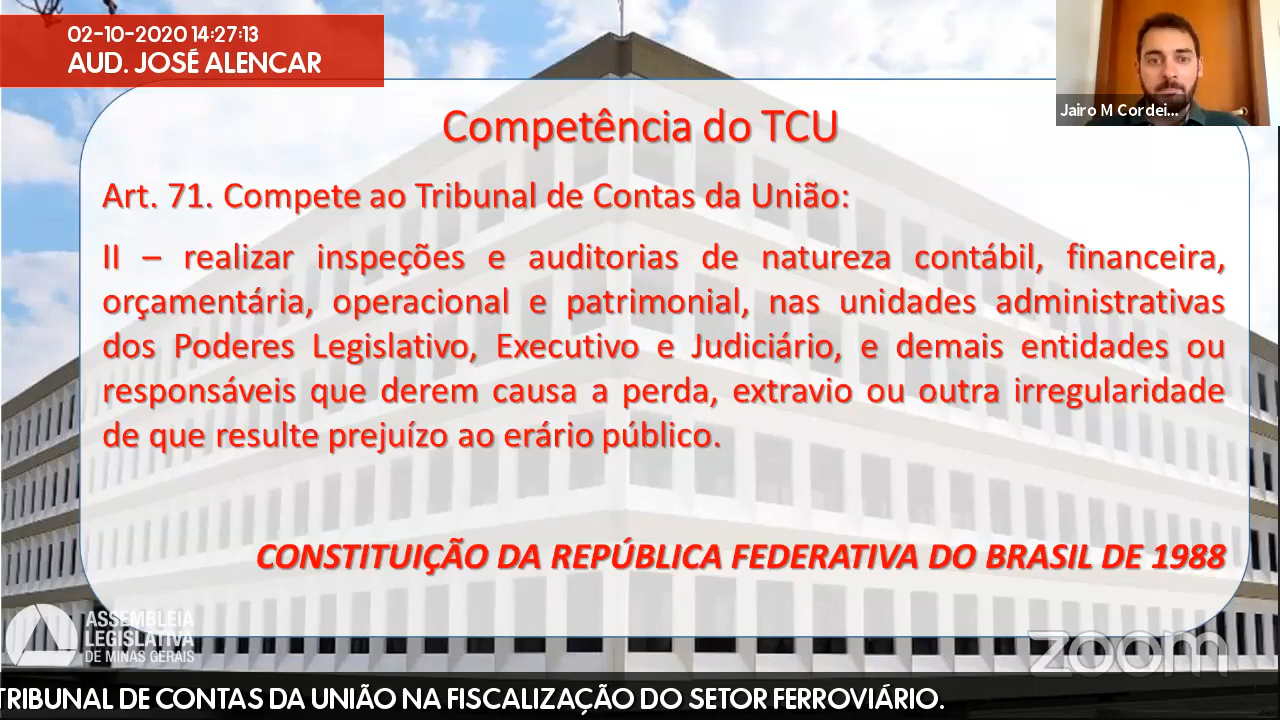 02-10-2020 14:27:13
AUD. JOSÉ ALENCAR
Jairo M Cordei...
Competência do TCU
Art. 71. Compete ao Tribunal de Contas da União:
II – realizar inspeções e auditorias de natureza contábil, financeira,
orçamentária, operacional e patrimonial, nas unidades administrativas
dos Poderes Legislativo, Executivo e Judiciário, e demais entidades ou
responsáveis que derem causa a perda, extravio ou outra irregularidade
de que resulte prejuízo ao erário público.
CONSTITUIÇÃO DA REPÚBLICA FEDERATIVA DO BRASIL DE 1988
ASSEMBLEIA
LEGISLATIVA
DE MINAS GERAIS
zoom
TRIBUNAL DE CONTAS DA UNIÃO NA FISCALIZAÇÃO DO SETOR FERROVIÁRIO.